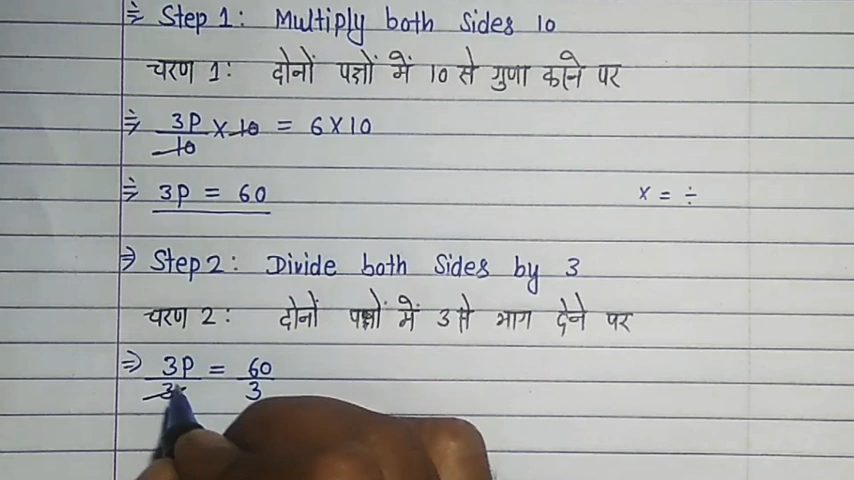 ⇒ Step 1: Multiply both Sides 10
चरण 1: दोनों पक्षों में 10 से गुणा करने पर
⇒ 3P/10 × 10 = 6 × 10
⇒ 3P = 60
× = ÷
⇒ Step 2: Divide both Sides by 3
चरण 2: दोनों पक्षों में 3 से भाग देने पर
⇒ 3P/3 = 60/3